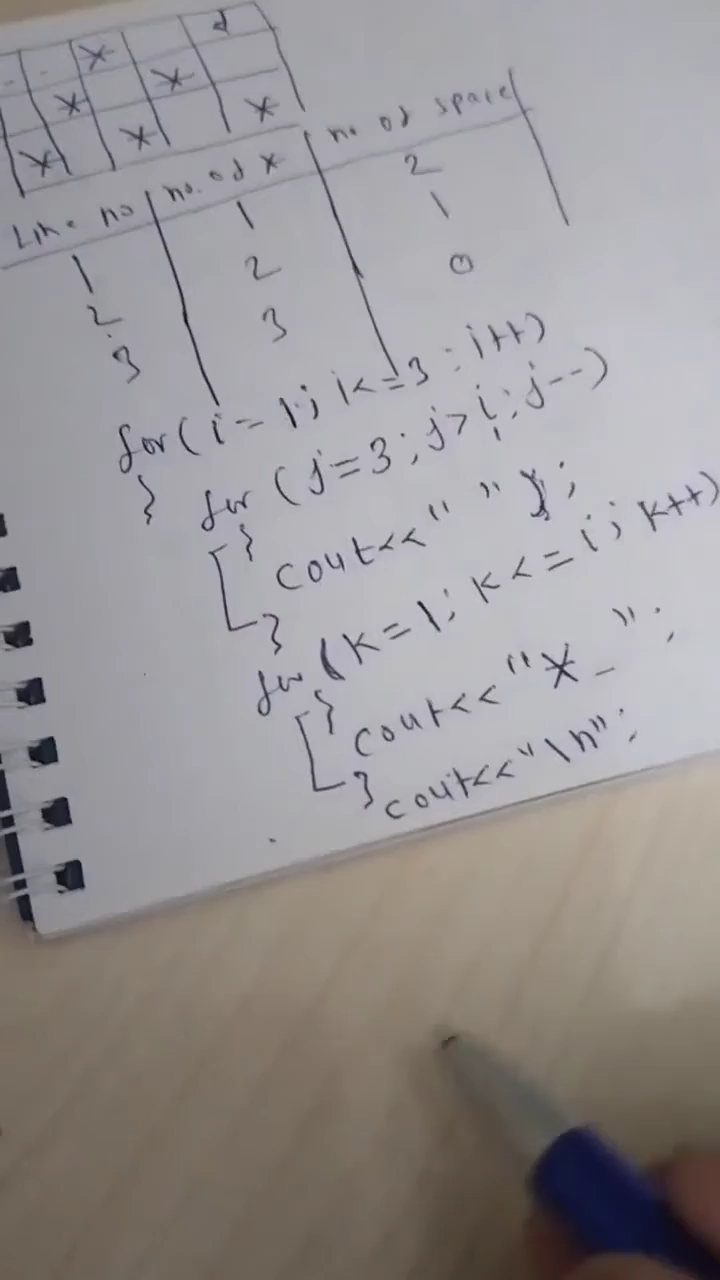 *
* *
* * *
Line no | no. of * | no of space
1 1 2
2 2 1
3 3 0
for(i=1; i<=3; i++)
{ for (j=3; j>i; j--)
{
cout<<" ";
}
for (k=1; k<=i; k++)
{
cout<<"*_";
}
cout<<"\n";